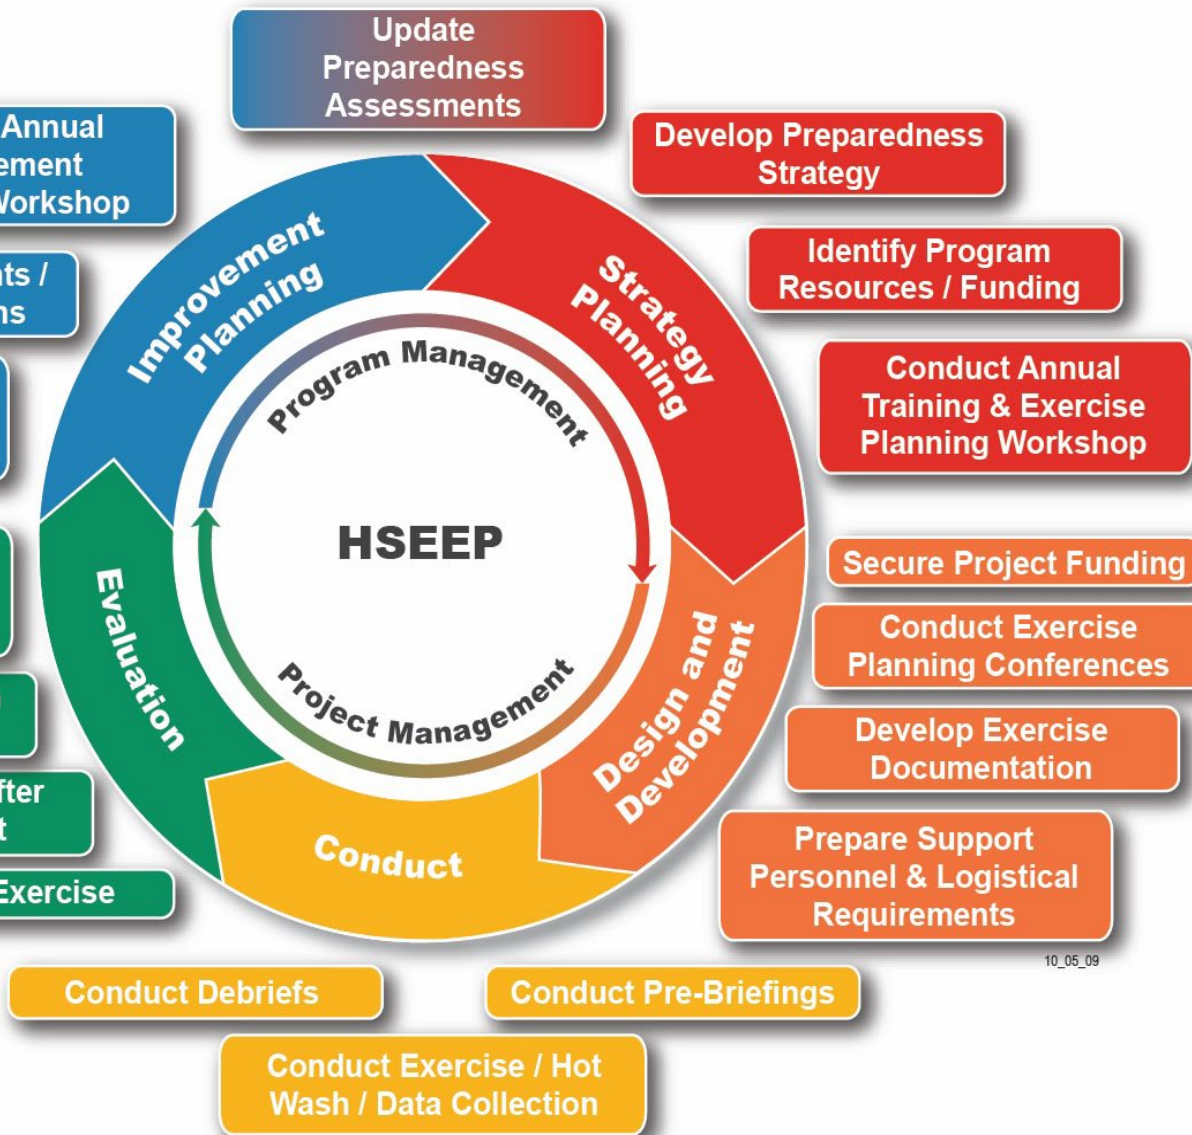 Update
Preparedness
Assessments
Annual
Workshop
Develop Preparedness
Strategy
Identify Program
Resources / Funding
Conduct Annual
Training & Exercise
Planning Workshop
Secure Project Funding
Conduct Exercise
Planning Conferences
Develop Exercise
Documentation
Prepare Support
Personnel & Logistical
Requirements
10_05_09
Conduct Pre-Briefings
Conduct Exercise / Hot
Wash / Data Collection
Conduct Debriefs
Exercise
Improvement
Planning
Strategy
Planning
Design and
Development
Conduct
Evaluation
Program Management
HSEEP
Project Management